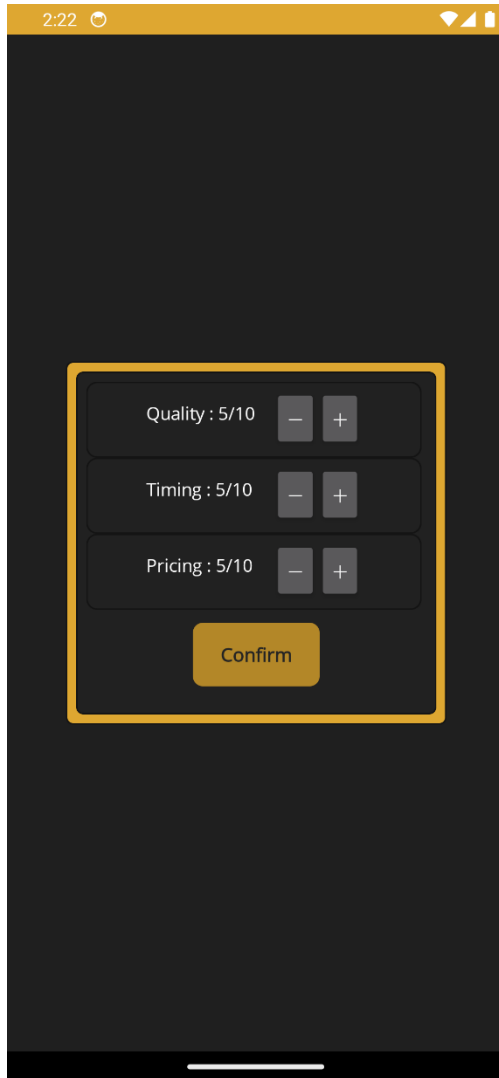 2:22
Quality : 5/10 − +
Timing : 5/10 − +
Pricing : 5/10 − +
Confirm